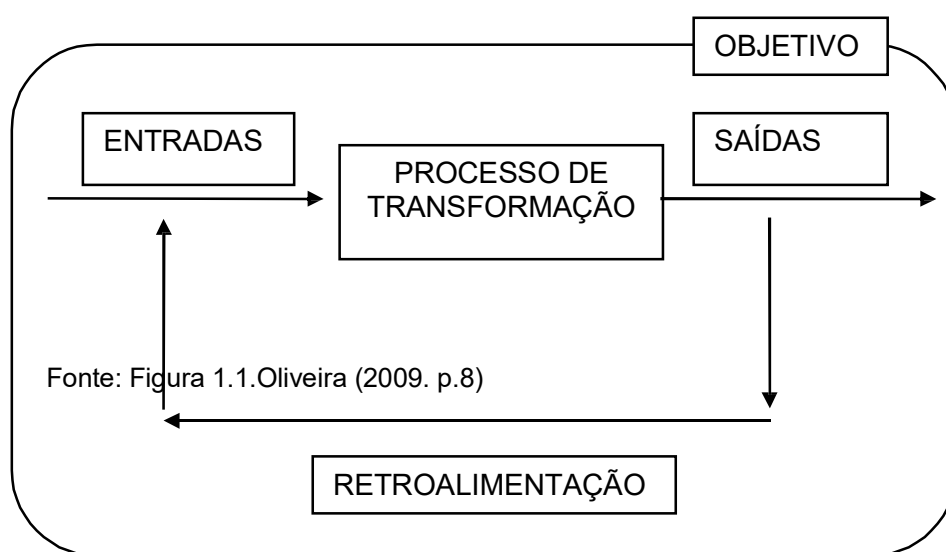 OBJETIVO
ENTRADAS
SAÍDAS
PROCESSO DE
TRANSFORMAÇÃO
Fonte: Figura 1.1.Oliveira (2009. p.8)
RETROALIMENTAÇÃO